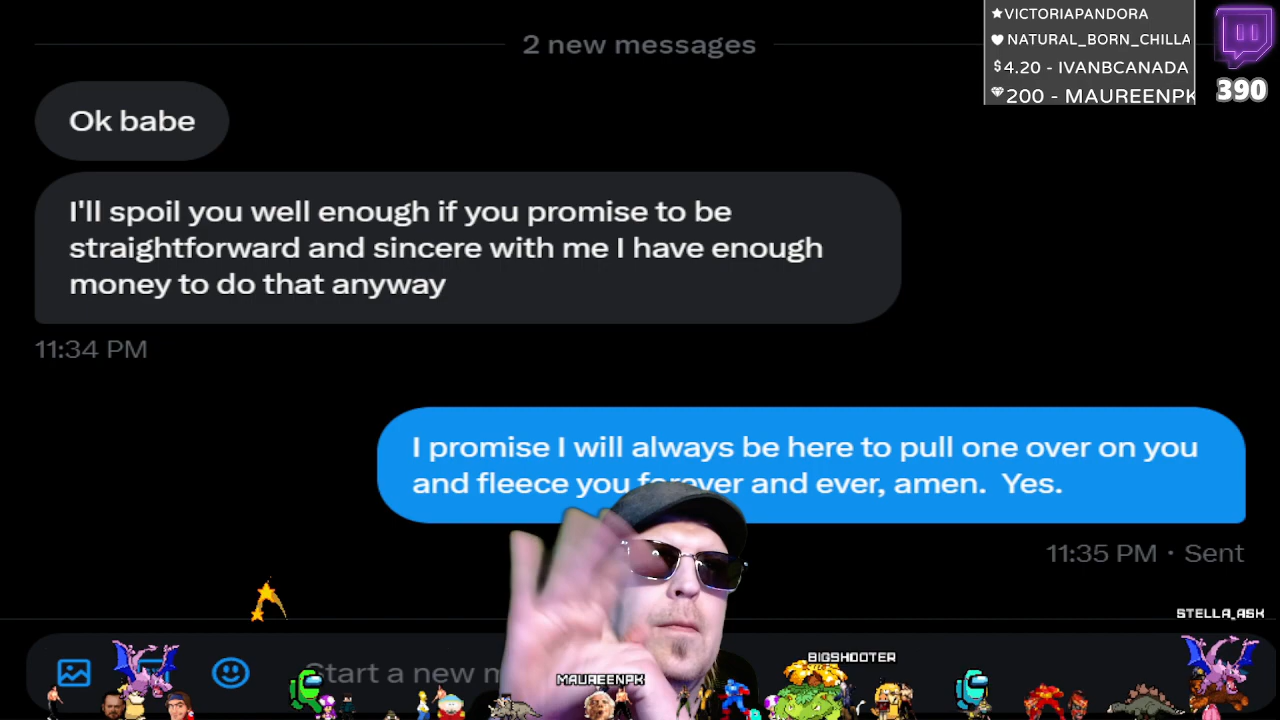 ★VICTORIAPANDORA
♥ NATURAL_BORN_CHILLA
$4.20 - IVANBCANADA
200 - MAUREENPK
390
2 new messages
Ok babe
I'll spoil you well enough if you promise to be
straightforward and sincere with me I have enough
money to do that anyway
11:34 PM
I promise I will always be here to pull one over on you
and fleece you forever and ever, amen.  Yes.
11:35 PM · Sent
STELLA_ASK
Start a new m
BIGSHOOTER
MAUREENPK